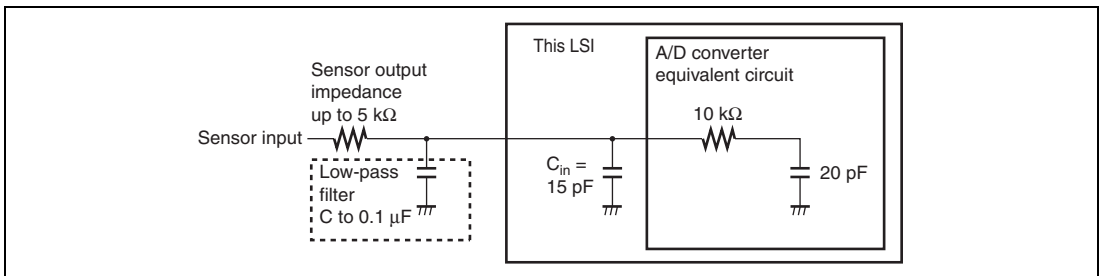 This LSI
A/D converter
equivalent circuit
Sensor output
impedance
up to 5 kΩ
10 kΩ
Sensor input
Low-pass
filter
C to 0.1 μF
Cin =
15 pF
20 pF